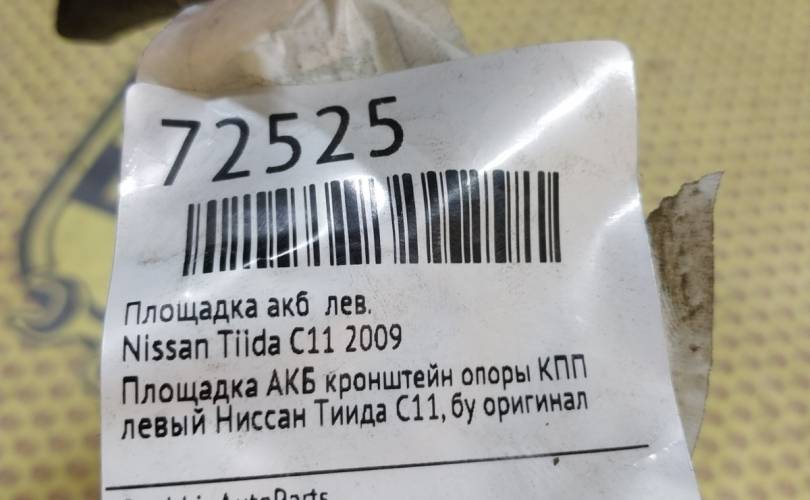 72525
Площадка акб лев.
Nissan Tiida C11 2009
Площадка АКБ кронштейн опоры КПП
левый Ниссан Тиида С11, бу оригинал
AutoParts